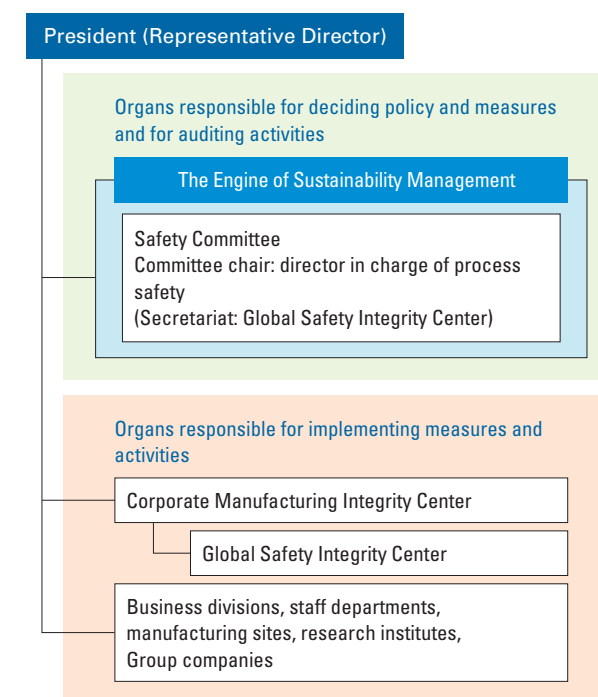 President (Representative Director)
Organs responsible for deciding policy and measures
and for auditing activities
The Engine of Sustainability Management
Safety Committee
Committee chair: director in charge of process
safety
(Secretariat: Global Safety Integrity Center)
Organs responsible for implementing measures and
activities
Corporate Manufacturing Integrity Center
Global Safety Integrity Center
Business divisions, staff departments,
manufacturing sites, research institutes,
Group companies